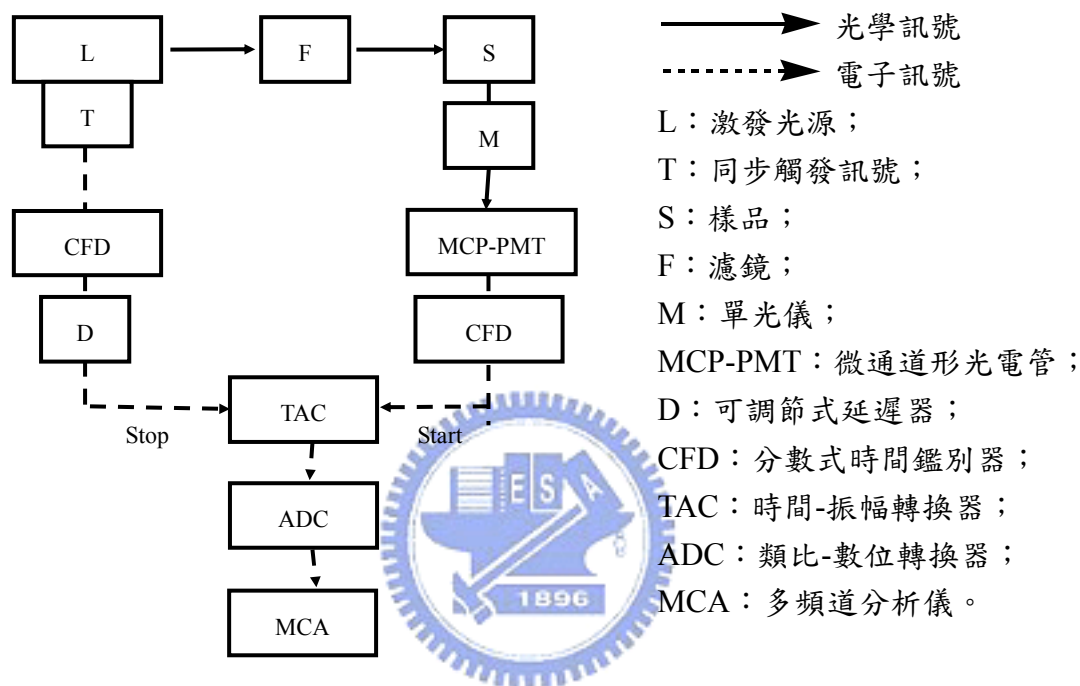 L
F
S
T
M
CFD
MCP-PMT
D
CFD
TAC
Stop
Start
ADC
MCA
ESA
1896
光學訊號
電子訊號
L：激發光源；
T：同步觸發訊號；
S：樣品；
F：濾鏡；
M：單光儀；
MCP-PMT：微通道形光電管；
D：可調節式延遲器；
CFD：分數式時間鑑別器；
TAC：時間-振幅轉換器；
ADC：類比-數位轉換器；
MCA：多頻道分析儀。